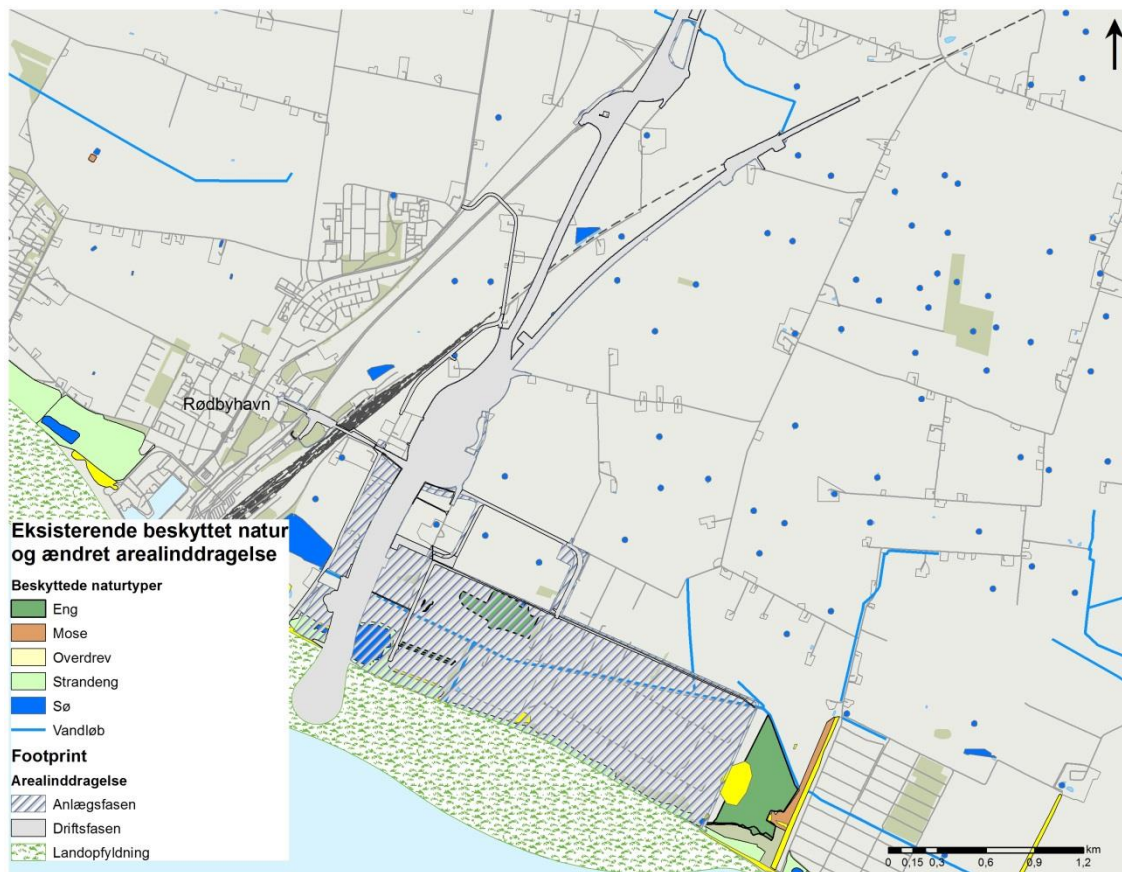 Rødbyhavn
Eksisterende beskyttet natur
og ændret arealinddragelse
Beskyttede naturtyper
Eng
Mose
Overdrev
Strandeng
Sø
Vandløb
Footprint
Arealinddragelse
Anlægsfasen
Driftsfasen
Landopfyldning
km
0 0,15 0,3 0,6 0,9 1,2